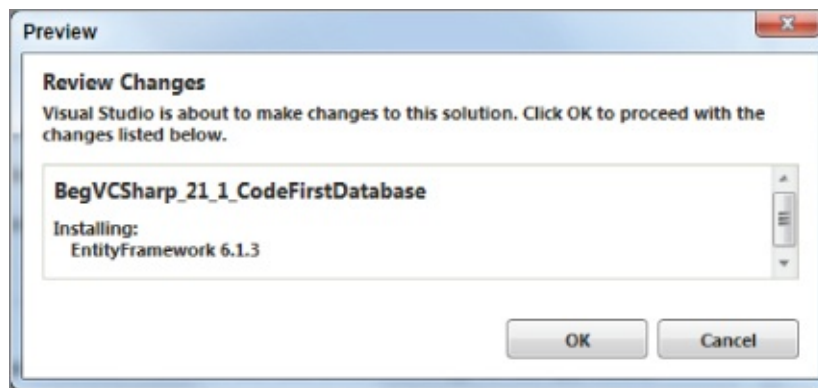 Preview
Review Changes
Visual Studio is about to make changes to this solution. Click OK to proceed with the
changes listed below.
BegVCSharp_21_1_CodeFirstDatabase
Installing:
EntityFramework 6.1.3
OK
Cancel